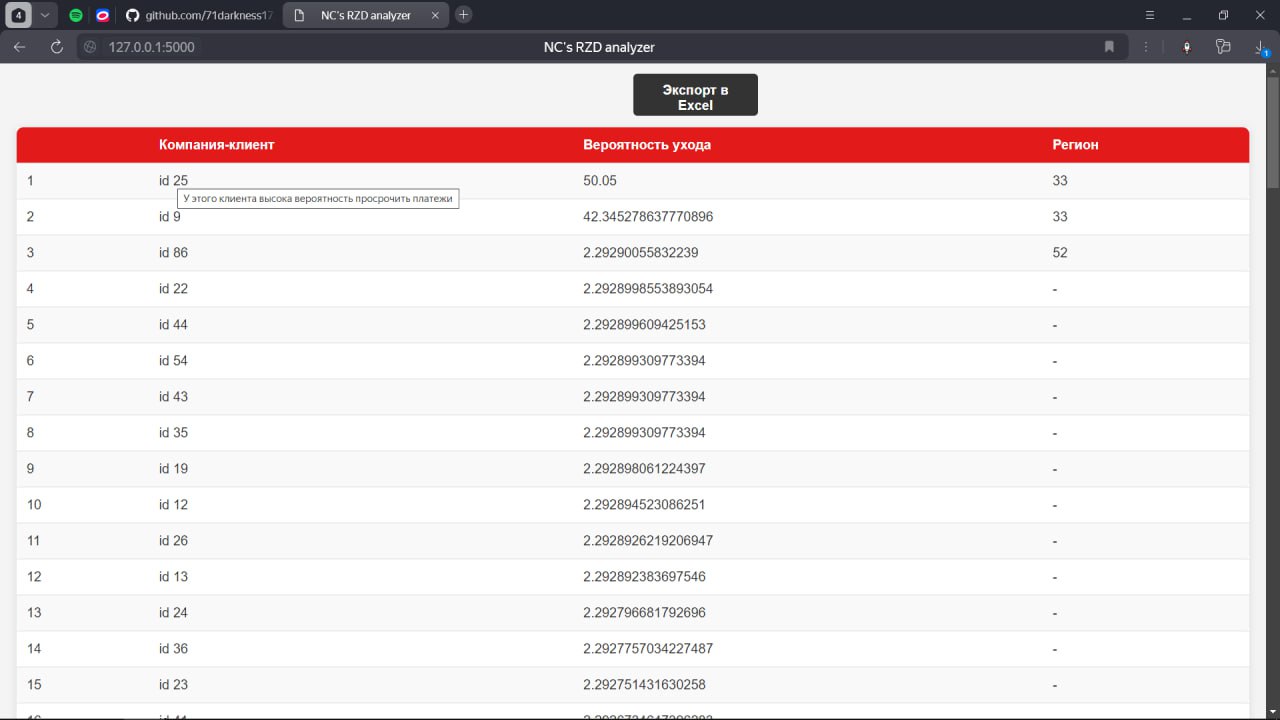 4
github.com/71darkness17
NC's RZD analyzer
127.0.0.1:5000
NC's RZD analyzer
1
Экспорт в
Excel
Компания-клиент Вероятность ухода Регион
1 id 25 50.05 33
У этого клиента высока вероятность просрочить платежи
2 id 9 42.345278637770896 33
3 id 86 2.29290055832239 52
4 id 22 2.2928998553893054 -
5 id 44 2.292899609425153 -
6 id 54 2.292899309773394 -
7 id 43 2.292899309773394 -
8 id 35 2.292899309773394 -
9 id 19 2.292898061224397 -
10 id 12 2.292894523086251 -
11 id 26 2.2928926219206947 -
12 id 13 2.292892383697546 -
13 id 24 2.292796681792696 -
14 id 36 2.2927757034227487 -
15 id 23 2.292751431630258 -